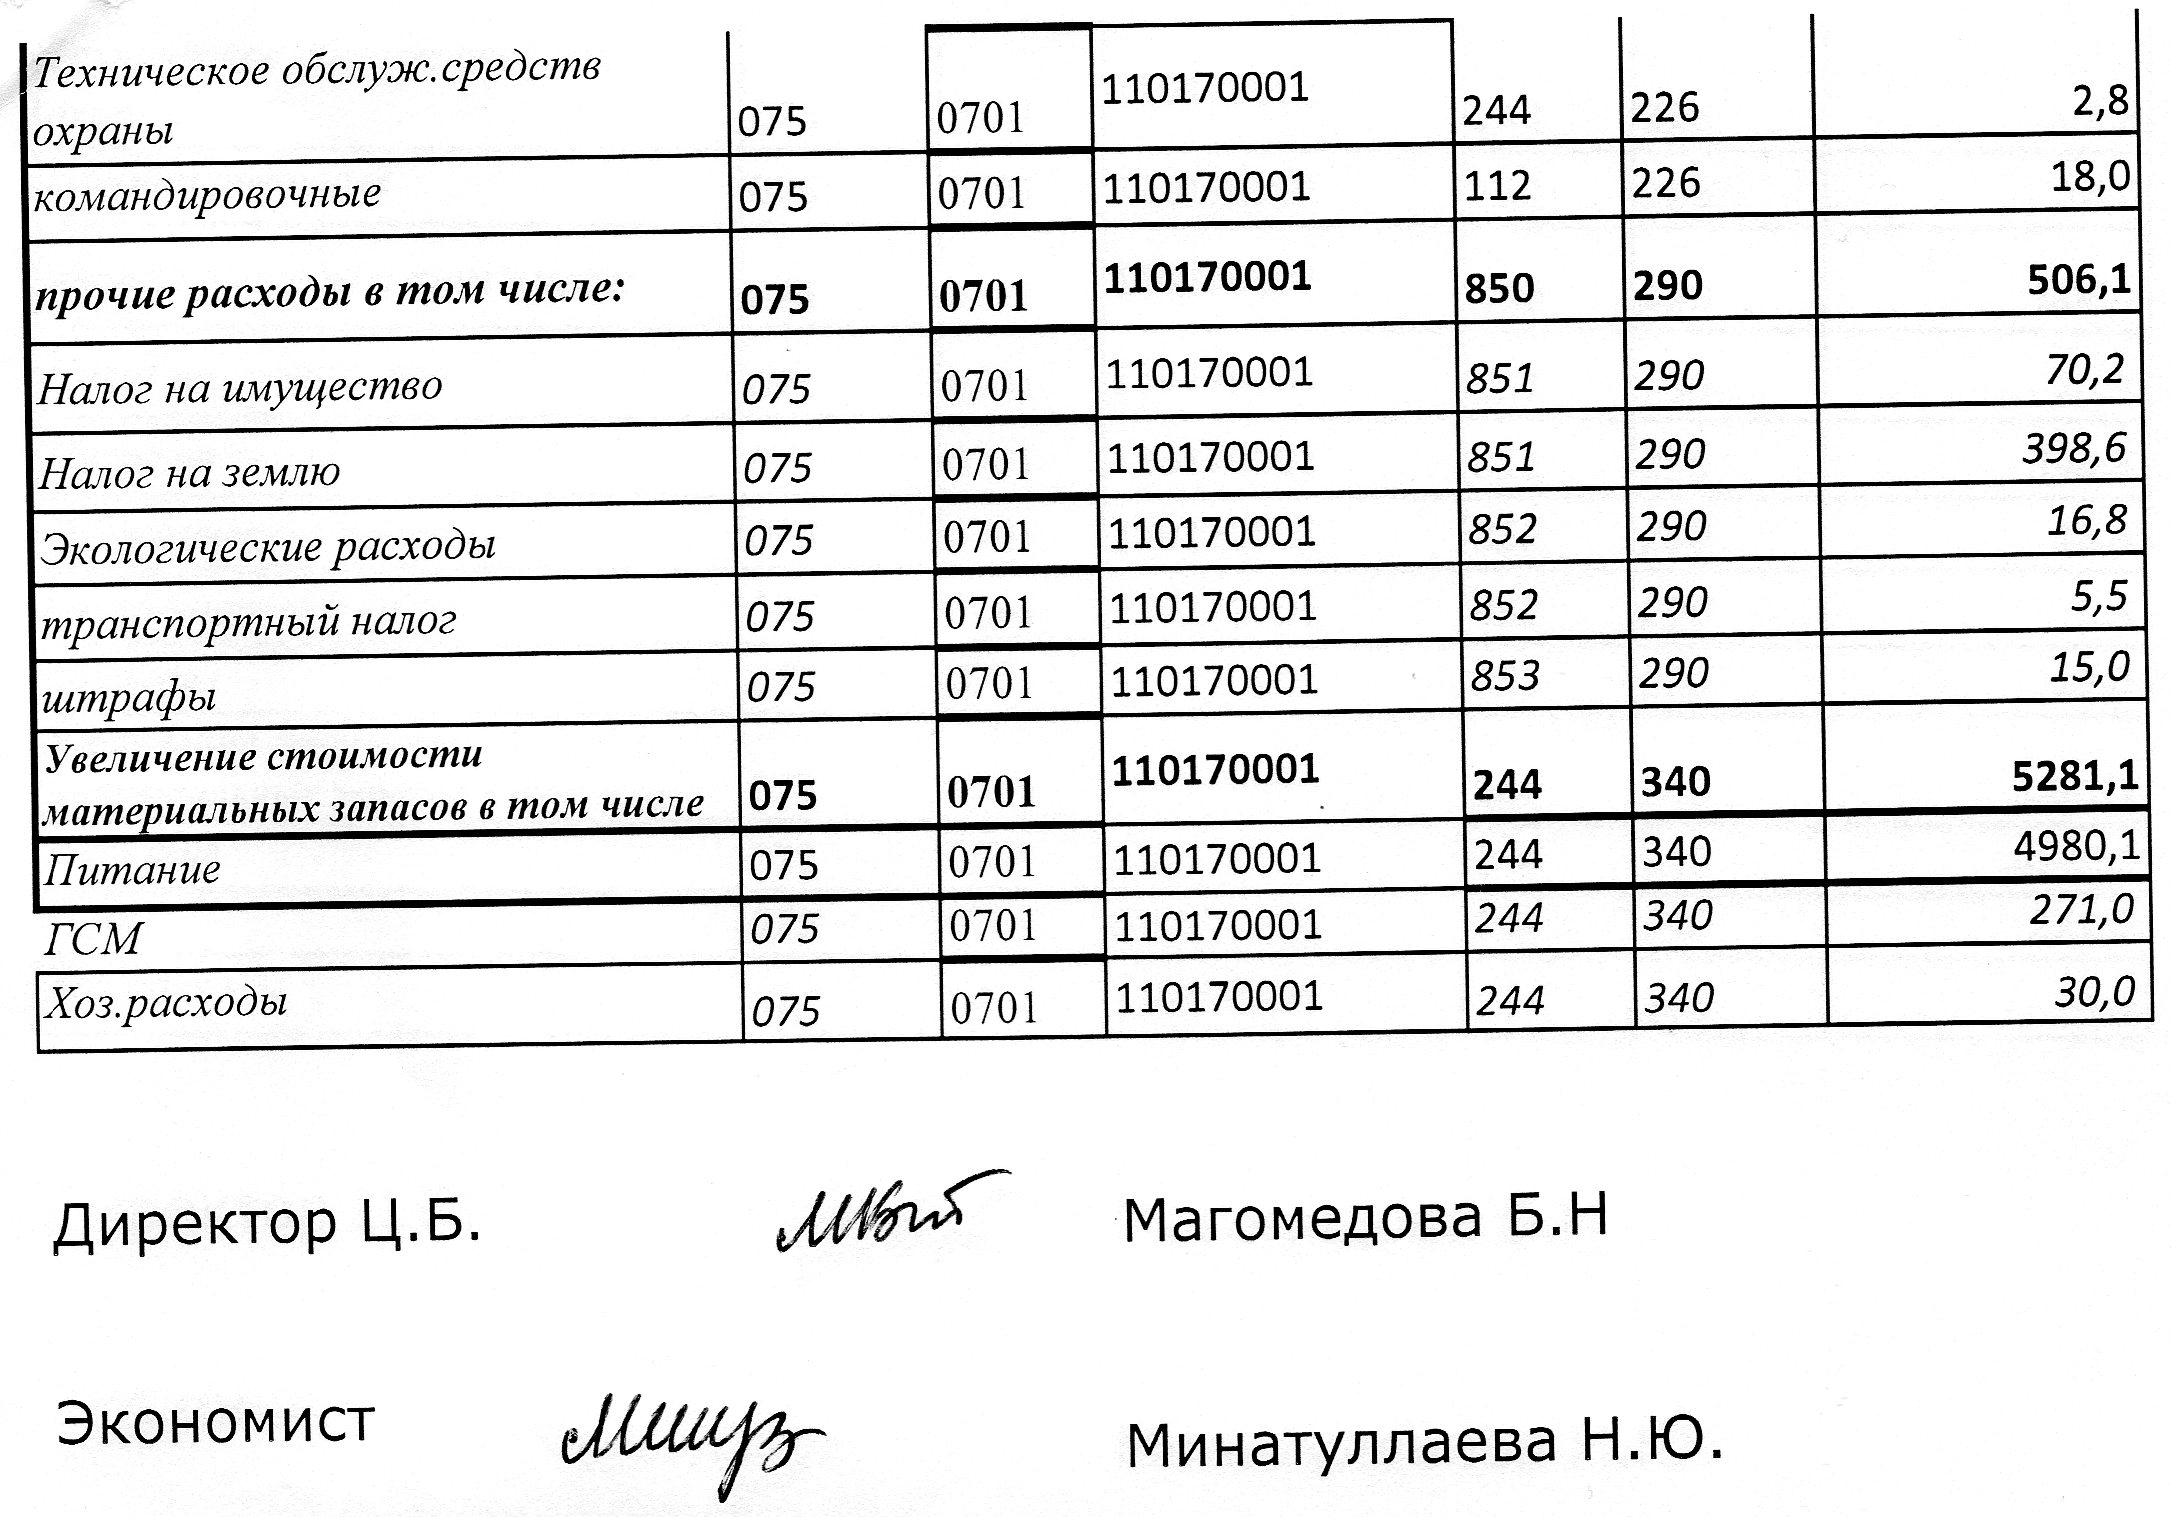 Техническое обслуж.средств
охраны 075 0701 110170001 244 226 2,8
командировочные 075 0701 110170001 112 226 18,0
прочие расходы в том числе: 075 0701 110170001 850 290 506,1
Налог на имущество 075 0701 110170001 851 290 70,2
Налог на землю 075 0701 110170001 851 290 398,6
Экологические расходы 075 0701 110170001 852 290 16,8
транспортный налог 075 0701 110170001 852 290 5,5
штрафы 075 0701 110170001 853 290 15,0
Увеличение стоимости
материальных запасов в том числе 075 0701 110170001 244 340 5281,1
Питание 075 0701 110170001 244 340 4980,1
ГСМ 075 0701 110170001 244 340 271,0
Хоз.расходы 075 0701 110170001 244 340 30,0
Директор Ц.Б. Магомедова Б.Н
Экономист Минатуллаева Н.Ю.